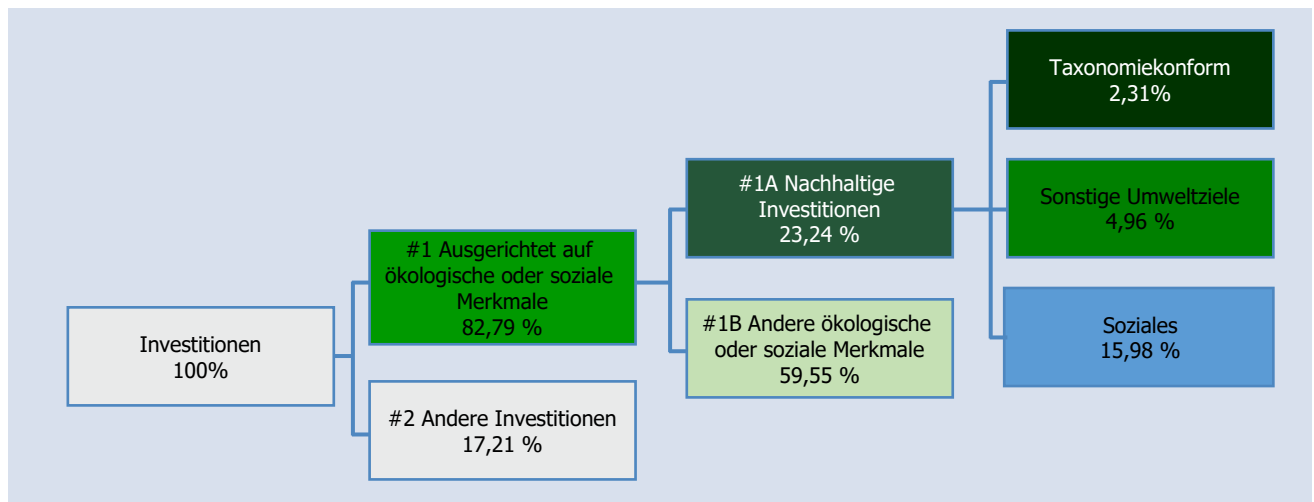 Investitionen
100%
#1 Ausgerichtet auf
ökologische oder soziale
Merkmale
82,79 %
#2 Andere Investitionen
17,21 %
#1A Nachhaltige
Investitionen
23,24 %
#1B Andere ökologische
oder soziale Merkmale
59,55 %
Taxonomiekonform
2,31%
Sonstige Umweltziele
4,96 %
Soziales
15,98 %